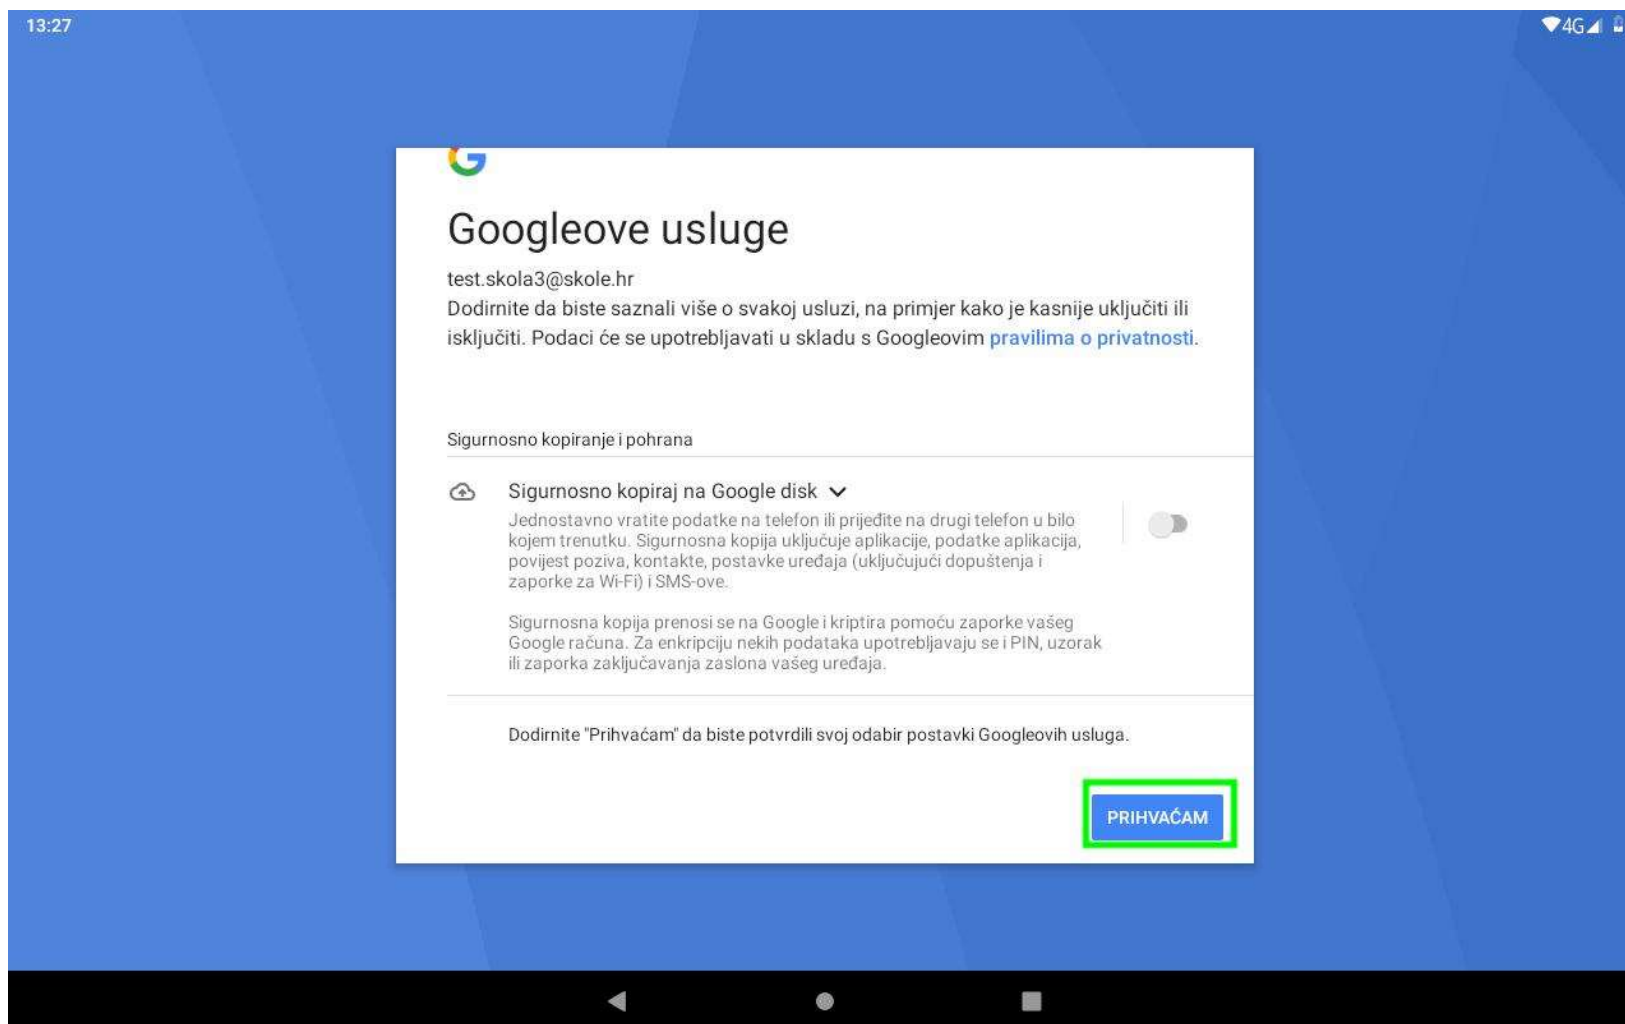 13:27
4G
Googleove usluge
test.skola3@skole.hr
Dodirnite da biste saznali više o svakoj usluzi, na primjer kako je kasnije uključiti ili
isključiti. Podaci će se upotrebljavati u skladu s Googleovim pravilima o privatnosti.
Sigurnosno kopiranje i pohrana
Sigurnosno kopiraj na Google disk
Jednostavno vratite podatke na telefon ili prijeđite na drugi telefon u bilo
kojem trenutku. Sigurnosna kopija uključuje aplikacije, podatke aplikacija,
povijest poziva, kontakte, postavke uređaja (uključujući dopuštenja i
zaporke za Wi-Fi) i SMS-ove.
Sigurnosna kopija prenosi se na Google i kriptira pomoću zaporke vašeg
Google računa. Za enkripciju nekih podataka upotrebljavaju se i PIN, uzorak
ili zaporka zaključavanja zaslona vašeg uređaja.
Dodirnite "Prihvaćam" da biste potvrdili svoj odabir postavki Googleovih usluga.
PRIHVAĆAM